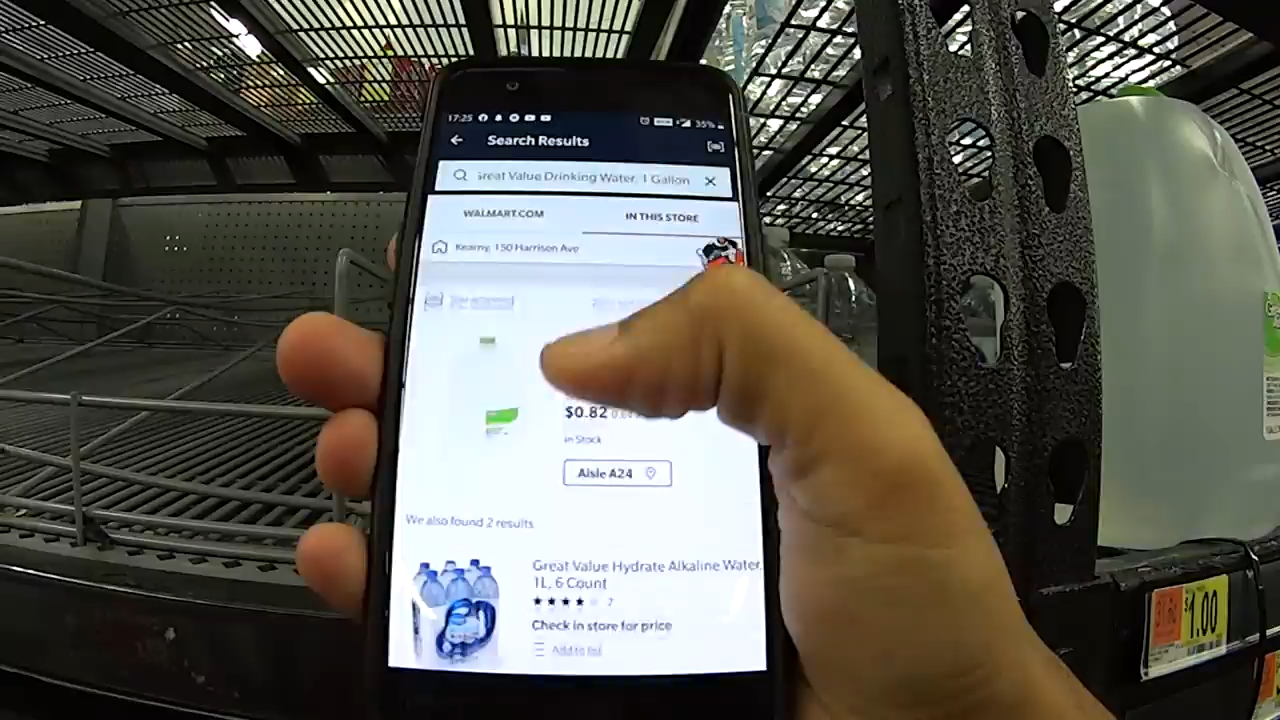 17:25
35%
Search Results
Great Value Drinking Water, 1 Gallon
WALMART.COM
IN THIS STORE
Kearny, 150 Harrison Ave
$0.82
In Stock
Aisle A24
We also found 2 results
Great Value Hydrate Alkaline Water,
1L, 6 Count
7
Check in store for price
Add to list
$1.00